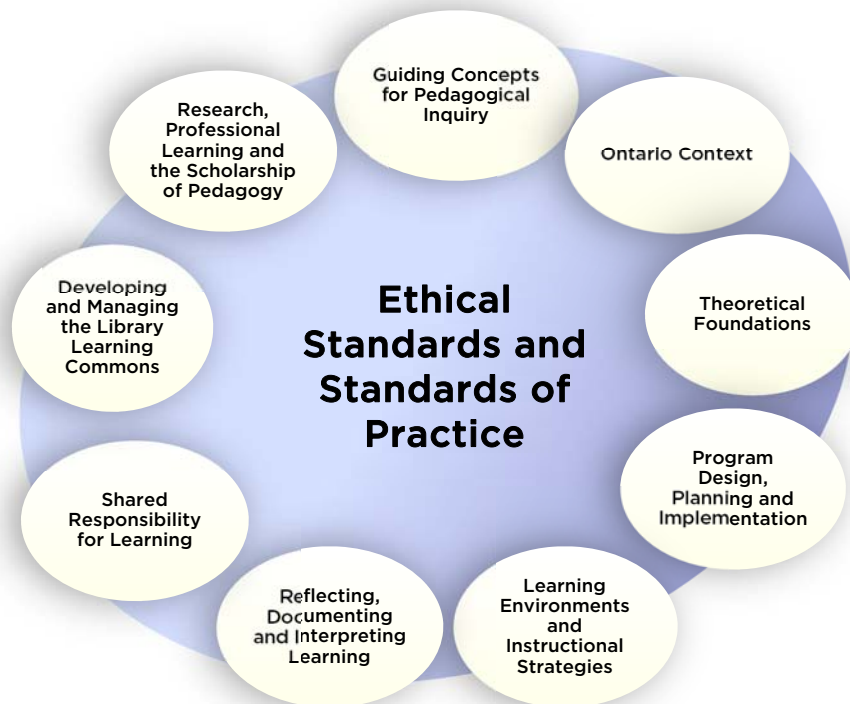 Guiding Concepts
for Pedagogical
Inquiry
Ontario Context
Theoretical
Foundations
Program
Design,
Planning and
Implementation
Learning
Environments
and
Instructional
Strategies
Reflecting,
Documenting
and Interpreting
Learning
Shared
Responsibility
for Learning
Developing
and Managing
the Library
Learning
Commons
Research,
Professional
Learning and
the Scholarship
of Pedagogy
Ethical
Standards and
Standards of
Practice